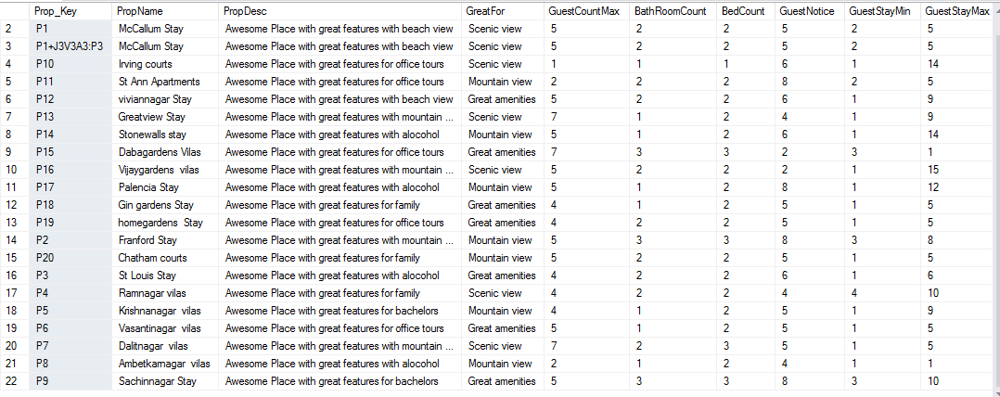 Prop_Key PropName PropDesc GreatFor GuestCountMax BathRoomCount BedCount GuestNotice GuestStayMin GuestStayMax
2 P1 McCallum Stay Awesome Place with great features with beach view Scenic view 5 2 2 5 2 5
3 P1+J3V3A3:P3 McCallum Stay Awesome Place with great features with beach view Scenic view 5 2 2 5 2 5
4 P10 Irving courts Awesome Place with great features for office tours Scenic view 1 1 1 6 1 14
5 P11 St Ann Apartments Awesome Place with great features for office tours Mountain view 2 2 2 8 2 5
6 P12 viviannagar Stay Awesome Place with great features with beach view Great amenities 5 2 2 6 1 9
7 P13 Greatview Stay Awesome Place with great features with mountain ... Scenic view 7 1 2 4 1 9
8 P14 Stonewalls stay Awesome Place with great features with alocohol Mountain view 5 1 2 6 1 14
9 P15 Dabagardens Vilas Awesome Place with great features for office tours Great amenities 7 3 3 2 3 1
10 P16 Vijaygardens vilas Awesome Place with great features with mountain ... Scenic view 5 2 2 2 1 15
11 P17 Palencia Stay Awesome Place with great features with alocohol Mountain view 5 1 2 8 1 12
12 P18 Gin gardens Stay Awesome Place with great features for family Great amenities 4 1 2 5 1 5
13 P19 homegardens Stay Awesome Place with great features for office tours Great amenities 4 2 2 5 1 5
14 P2 Franford Stay Awesome Place with great features with mountain ... Mountain view 5 3 3 8 3 8
15 P20 Chatham courts Awesome Place with great features for family Mountain view 5 2 2 5 1 5
16 P3 St Louis Stay Awesome Place with great features with alocohol Great amenities 4 2 2 6 1 6
17 P4 Ramnagar vilas Awesome Place with great features for family Scenic view 4 2 2 4 4 10
18 P5 Krishnanagar vilas Awesome Place with great features for bachelors Mountain view 4 1 2 5 1 9
19 P6 Vasantinagar vilas Awesome Place with great features for office tours Great amenities 5 1 2 5 1 5
20 P7 Dalitnagar vilas Awesome Place with great features with mountain ... Scenic view 7 2 3 5 1 5
21 P8 Ambetkarnagar vilas Awesome Place with great features with alocohol Mountain view 2 1 2 4 1 1
22 P9 Sachinnagar Stay Awesome Place with great features for bachelors Great amenities 5 3 3 8 3 10